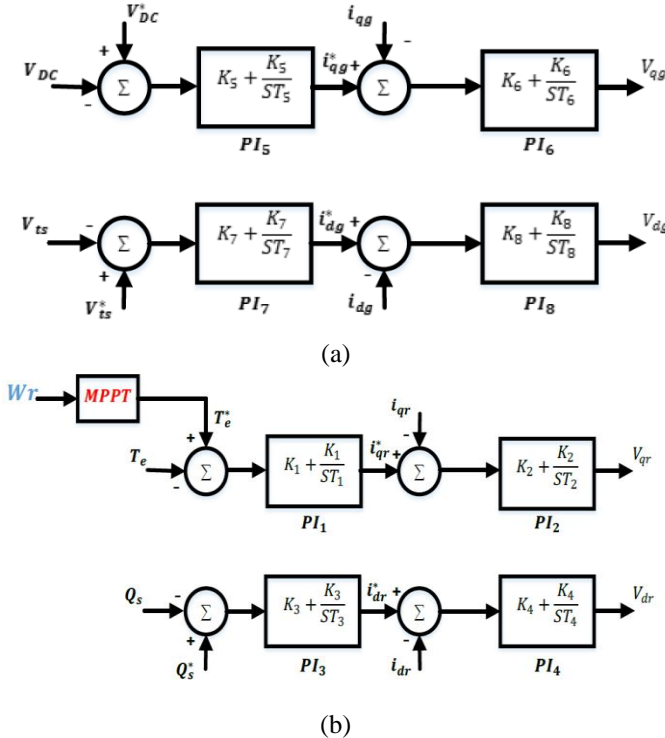 V*DC
iqg
VDC + - Σ K5 + K5/ST5 i*qg + - Σ K6 + K6/ST6 Vqg
PI5 PI6
Vts - + Σ K7 + K7/ST7 i*dg + - Σ K8 + K8/ST8 Vdg
V*ts PI7 idg PI8
(a)
Wr MPPT T*e iqr
Te + - Σ K1 + K1/ST1 i*qr + - Σ K2 + K2/ST2 Vqr
PI1 PI2
Qs - + Σ K3 + K3/ST3 i*dr + - Σ K4 + K4/ST4 Vdr
Q*s PI3 idr PI4
(b)